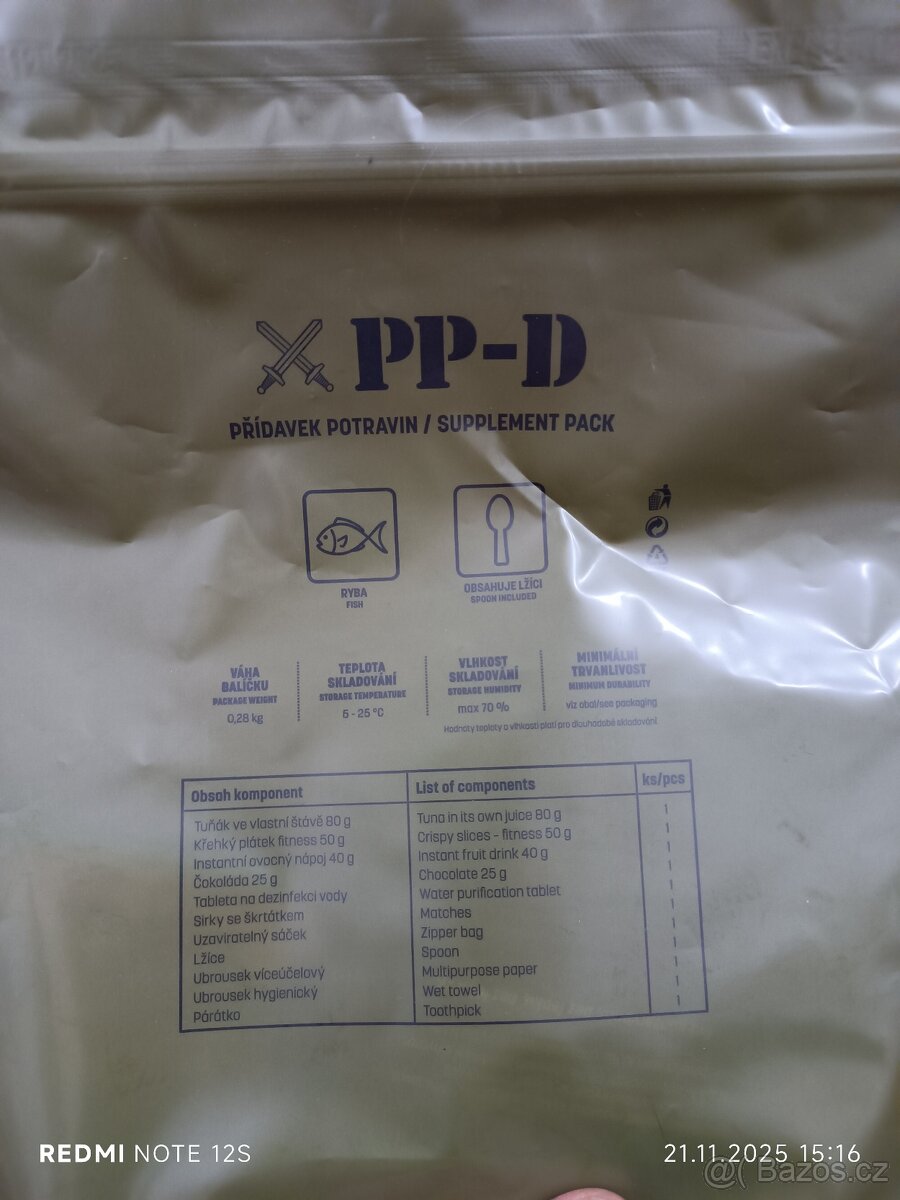 PP-D
PŘÍDAVEK POTRAVIN / SUPPLEMENT PACK
RYBA
FISH
OBSAHUJE LŽÍCI
SPOON INCLUDED
VÁHA
BALÍČKU
PACKAGE WEIGHT
0,28 kg
TEPLOTA
SKLADOVÁNÍ
STORAGE TEMPERATURE
5 - 25 °C
VLHKOST
SKLADOVÁNÍ
STORAGE HUMIDITY
max 70 %
MINIMÁLNÍ
TRVANLIVOST
MINIMUM DURABILITY
viz obal/see packaging
Hodnoty teploty a vlhkosti platí pro dlouhodobé skladování
Obsah komponent List of components ks/pcs
Tuňák ve vlastní štávě 80 g Tuna in its own juice 80 g 1
Křehký plátek fitness 50 g Crispy slices - fitness 50 g 1
Instantní ovocný nápoj 40 g Instant fruit drink 40 g 1
Čokoláda 25 g Chocolate 25 g 1
Tableta na dezinfekci vody Water purification tablet 1
Sirky se škrtátkem Matches 1
Uzaviratelný sáček Zipper bag 1
Lžíce Spoon 1
Ubrousek víceúčelový Multipurpose paper 1
Ubrousek hygienický Wet towel 1
Párátko Toothpick 1
REDMI NOTE 12S
21.11.2025 15:16
Bazoš.cz